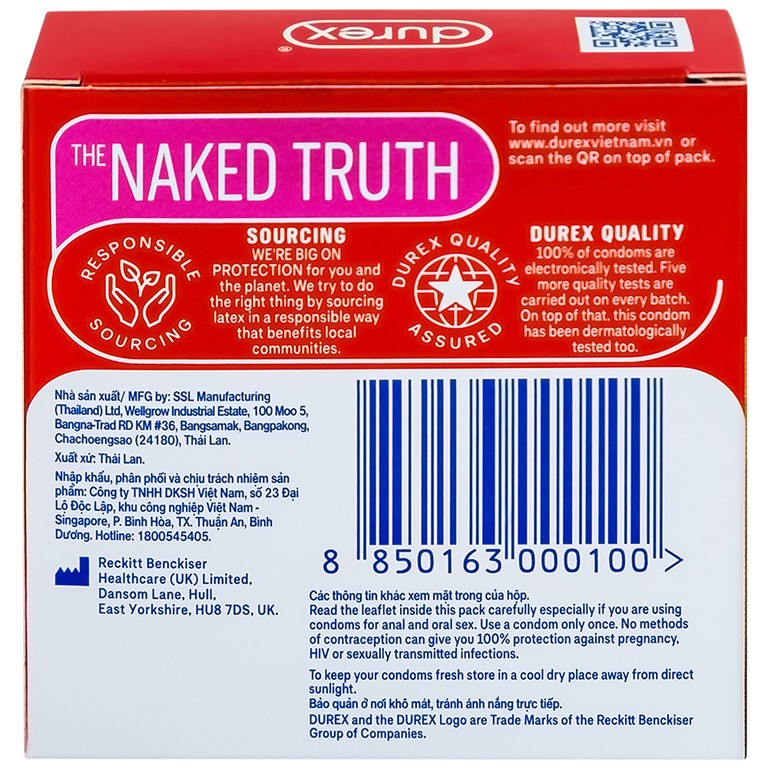 durex
®
THE NAKED TRUTH
To find out more visit
www.durexvietnam.vn or
scan the QR on top of pack.
RESPONSIBLE
SOURCING
SOURCING
WE'RE BIG ON
PROTECTION for you and
the planet. We try to do
the right thing by sourcing
latex in a responsible way
that benefits local
communities.
DUREX QUALITY
ASSURED
DUREX QUALITY
100% of condoms are
electronically tested. Five
more quality tests are
carried out on every batch.
On top of that, this condom
has been dermatologically
tested too.
Nhà sản xuất/ MFG by: SSL Manufacturing
(Thailand) Ltd, Wellgrow Industrial Estate, 100 Moo 5,
Bangna-Trad RD KM #36, Bangsamak, Bangpakong,
Chachoengsao (24180), Thái Lan.
Xuất xứ: Thái Lan.
Nhập khẩu, phân phối và chịu trách nhiệm sản
phẩm: Công ty TNHH DKSH Việt Nam, số 23 Đại
Lộ Độc Lập, khu công nghiệp Việt Nam -
Singapore, P. Bình Hòa, TX. Thuận An, Bình
Dương. Hotline: 1800545405.
Reckitt Benckiser
Healthcare (UK) Limited,
Dansom Lane, Hull,
East Yorkshire, HU8 7DS, UK.
8 850163 000100 >
Các thông tin khác xem mặt trong của hộp.
Read the leaflet inside this pack carefully especially if you are using
condoms for anal and oral sex. Use a condom only once. No methods
of contraception can give you 100% protection against pregnancy,
HIV or sexually transmitted infections.
To keep your condoms fresh store in a cool dry place away from direct
sunlight.
Bảo quản ở nơi khô mát, tránh ánh nắng trực tiếp.
DUREX and the DUREX Logo are Trade Marks of the Reckitt Benckiser
Group of Companies.